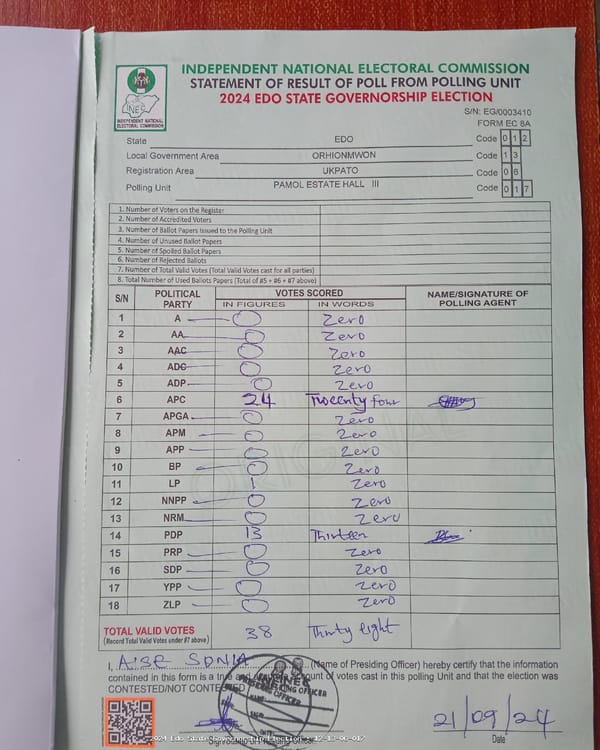 INDEPENDENT NATIONAL ELECTORAL COMMISSION
STATEMENT OF RESULT OF POLL FROM POLLING UNIT
2024 EDO STATE GOVERNORSHIP ELECTION
INEC
INDEPENDENT NATIONAL
ELECTORAL COMMISSION
S/N: EG/0003410
FORM EC 8A
State EDO Code 0 1 2
Local Government Area ORHIONMWON Code 1 3
Registration Area UKPATO Code 0 6
Polling Unit PAMOL ESTATE HALL III Code 0 1 7
1. Number of Voters on the Register
2. Number of Accredited Voters
3. Number of Ballot Papers Issued to the Polling Unit
4. Number of Unused Ballot Papers
5. Number of Spoiled Ballot Papers
6. Number of Rejected Ballots
7. Number of Total Valid Votes (Total Valid Votes cast for all parties)
8. Total Number of Used Ballots Papers (Total of #5 + #6 + #7 above)
S/N POLITICAL PARTY VOTES SCORED NAME/SIGNATURE OF POLLING AGENT
IN FIGURES IN WORDS
1 A 0 Zero
2 AA 0 Zero
3 AAC 0 Zero
4 ADC 0 Zero
5 ADP 0 Zero
6 APC 24 Tweenty four
7 APGA 0 Zero
8 APM 0 Zero
9 APP 0 Zero
10 BP 0 Zero
11 LP 1 Zero
12 NNPP 0 Zero
13 NRM 0 Zero
14 PDP 13 Thirteen
15 PRP 0 Zero
16 SDP 0 Zero
17 YPP 0 Zero
18 ZLP 0 Zero
TOTAL VALID VOTES 38 Thirty Eight
(Record Total Valid Votes under #7 above)
I, AISE SONIA (Name of Presiding Officer) hereby certify that the information
contained in this form is a true and account of votes cast in this polling Unit and that the election was
CONTESTED/NOT CONTESTED
INEC
PRESIDING OFFICER
21/09/24
2024 Edo State Governorship Election - 12-13-06-017
Date